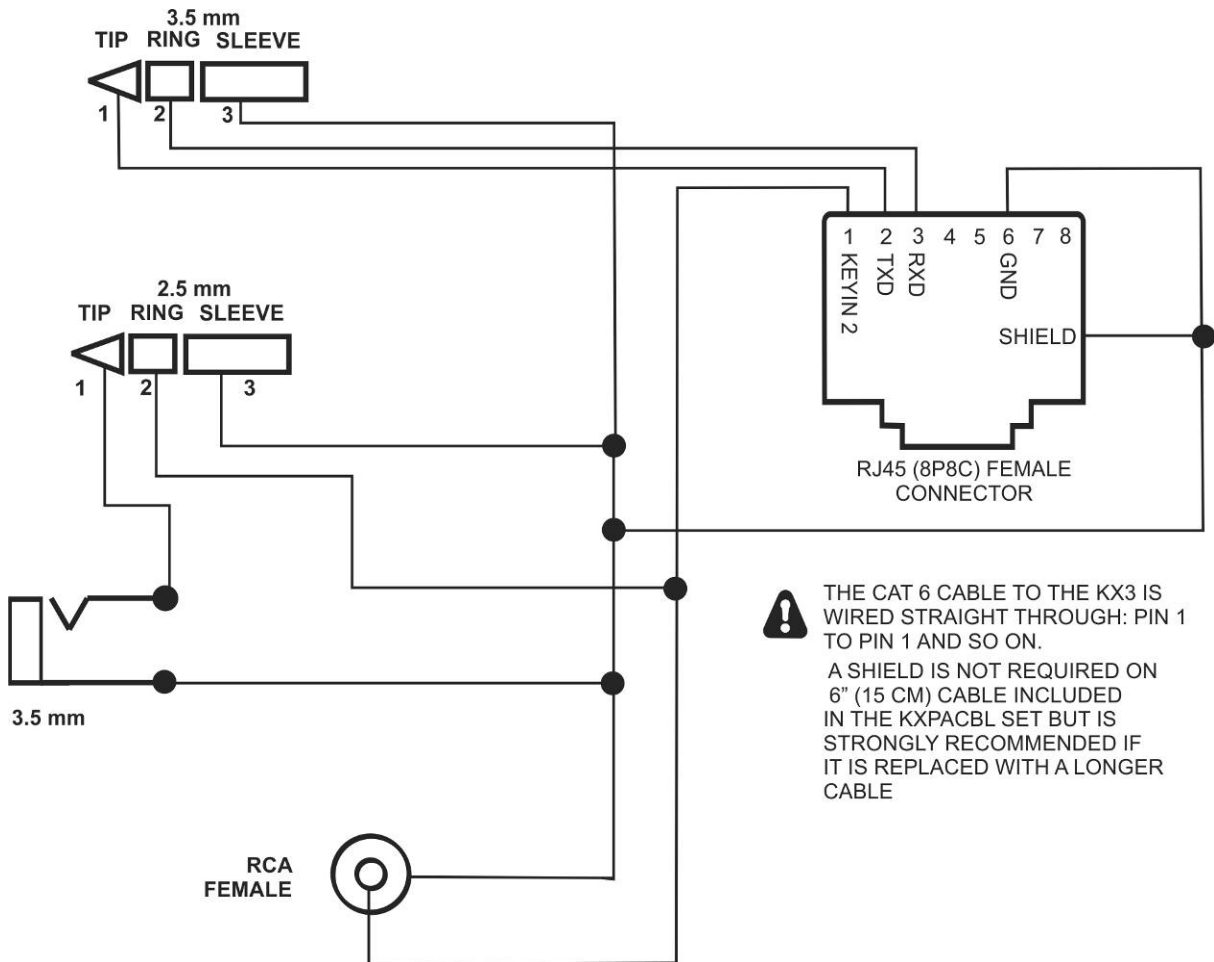 3.5 mm
TIP RING SLEEVE
1 2 3
2.5 mm
TIP RING SLEEVE
1 2 3
3.5 mm
RCA
FEMALE
1 2 3 4 5 6 7 8
KEYIN 2
TXD
RXD
GND
SHIELD
RJ45 (8P8C) FEMALE
CONNECTOR
THE CAT 6 CABLE TO THE KX3 IS
WIRED STRAIGHT THROUGH: PIN 1
TO PIN 1 AND SO ON.
A SHIELD IS NOT REQUIRED ON
6” (15 CM) CABLE INCLUDED
IN THE KXPACBL SET BUT IS
STRONGLY RECOMMENDED IF
IT IS REPLACED WITH A LONGER
CABLE